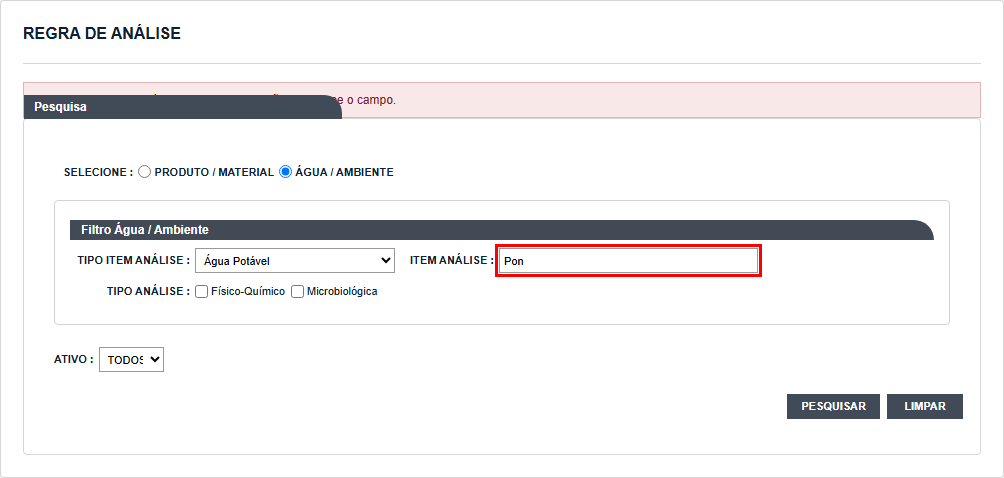 REGRA DE ANÁLISE
o campo.
Pesquisa
SELECIONE : PRODUTO / MATERIAL ÁGUA / AMBIENTE
Filtro Água / Ambiente
TIPO ITEM ANÁLISE : Água Potável ITEM ANÁLISE : Pon
TIPO ANÁLISE : Físico-Químico Microbiológica
ATIVO : TODOS
PESQUISAR LIMPAR